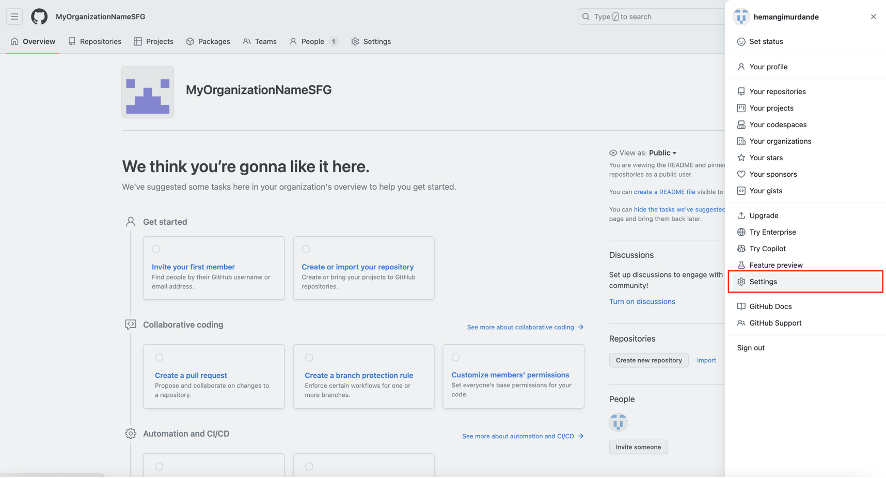 MyOrganizationNameSFG
Type / to search
Overview
Repositories
Projects
Packages
Teams
People 1
Settings
MyOrganizationNameSFG
We think you’re gonna like it here.
We've suggested some tasks here in your organization's overview to help you get started.
Get started
Invite your first member
Find people by their GitHub username or
email address.
Create or import your repository
Create or bring your projects to GitHub
repositories.
Collaborative coding
See more about collaborative coding
Create a pull request
Propose and collaborate on changes to
a repository.
Create a branch protection rule
Enforce certain workflows for one or
more branches.
Customize members' permissions
Set everyone's base permissions for your
code.
Automation and CI/CD
See more about automation and CI/CD
View as: Public
You are viewing the README and pinned
repositories as a public user.
You can create a README file visible to
You can hide the tasks we've suggested
page and bring them back later.
Discussions
Set up discussions to engage with
community!
Turn on discussions
Repositories
Create new repository
Import
People
Invite someone
hemangimurdande
Set status
Your profile
Your repositories
Your projects
Your codespaces
Your organizations
Your stars
Your sponsors
Your gists
Upgrade
Try Enterprise
Try Copilot
Feature preview
Settings
GitHub Docs
GitHub Support
Sign out